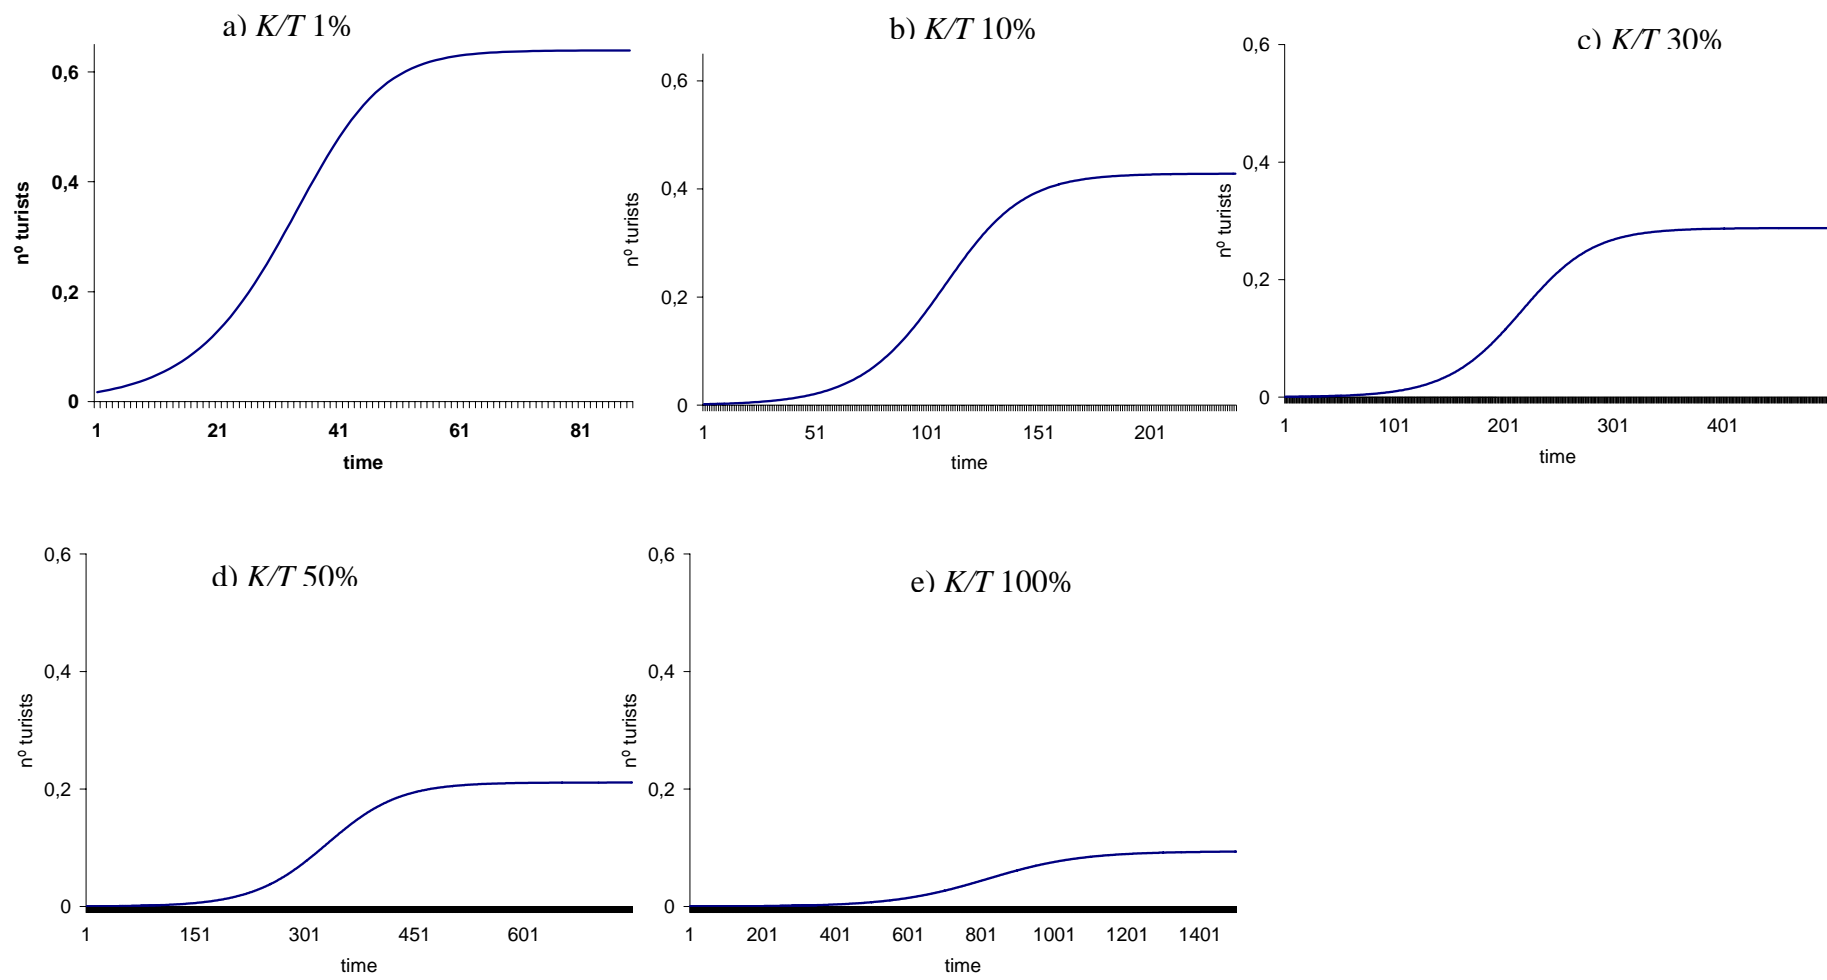 a) K/T 1%
0,6
0,4
0,2
0
nº turists
1 21 41 61 81
time
b) K/T 10%
0,6
0,4
0,2
0
nº turists
1 51 101 151 201
time
c) K/T 30%
0,6
0,4
0,2
0
nº turists
1 101 201 301 401
time
d) K/T 50%
0,6
0,4
0,2
0
nº turists
1 151 301 451 601
time
e) K/T 100%
0,6
0,4
0,2
0
nº turists
1 201 401 601 801 1001 1201 1401
time